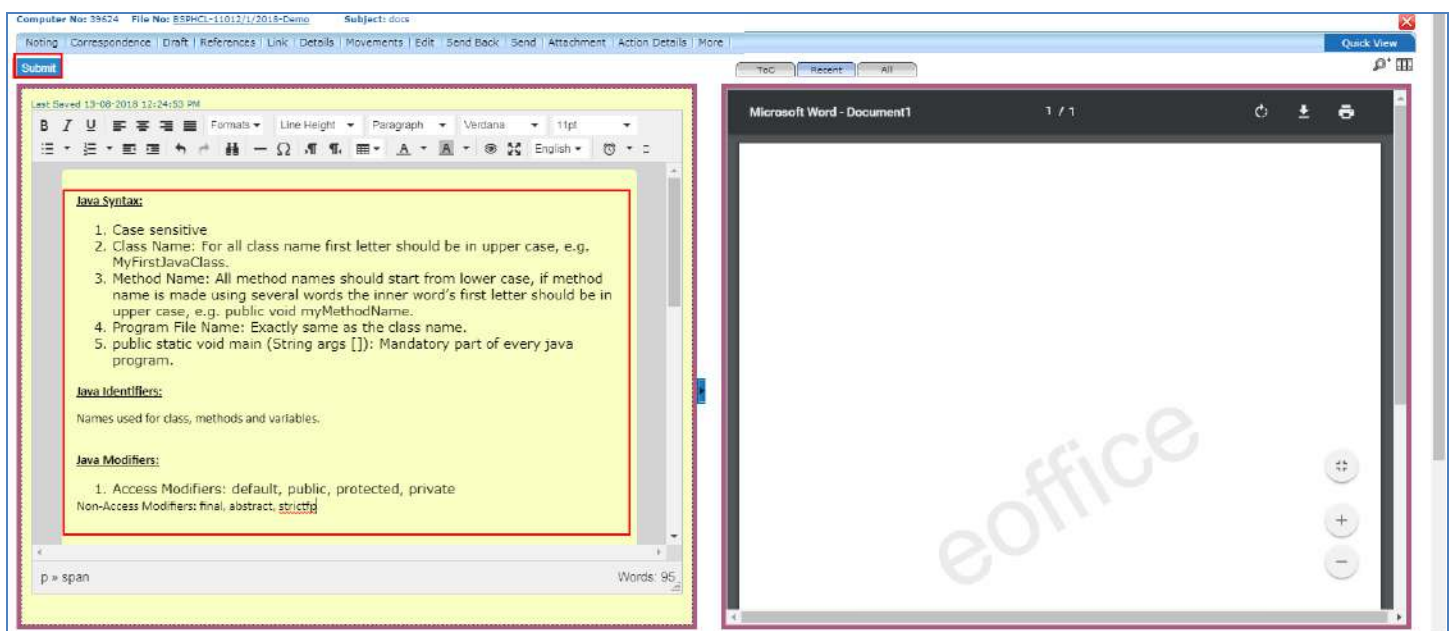 Computer No: 39624 File No: BSPHCL-11012/1/2018-Demo Subject: docs
Noting Correspondence Draft References Link Details Movements Edit Send Back Send Attachment Action Details More
Quick View
Submit
ToC Recent All
Last Saved 13-08-2018 12:24:53 PM
B I U Formats Line Height Paragraph Verdana 11pt
Ω A A English
Java Syntax:
1. Case sensitive
2. Class Name: For all class name first letter should be in upper case, e.g.
MyFirstJavaClass.
3. Method Name: All method names should start from lower case, if method
name is made using several words the inner word's first letter should be in
upper case, e.g. public void myMethodName.
4. Program File Name: Exactly same as the class name.
5. public static void main (String args []): Mandatory part of every java
program.
Java Identifiers:
Names used for class, methods and variables.
Java Modifiers:
1. Access Modifiers: default, public, protected, private
Non-Access Modifiers: final, abstract, strictfp
p » span Words: 95
Microsoft Word - Document1 1 / 1
eoffice